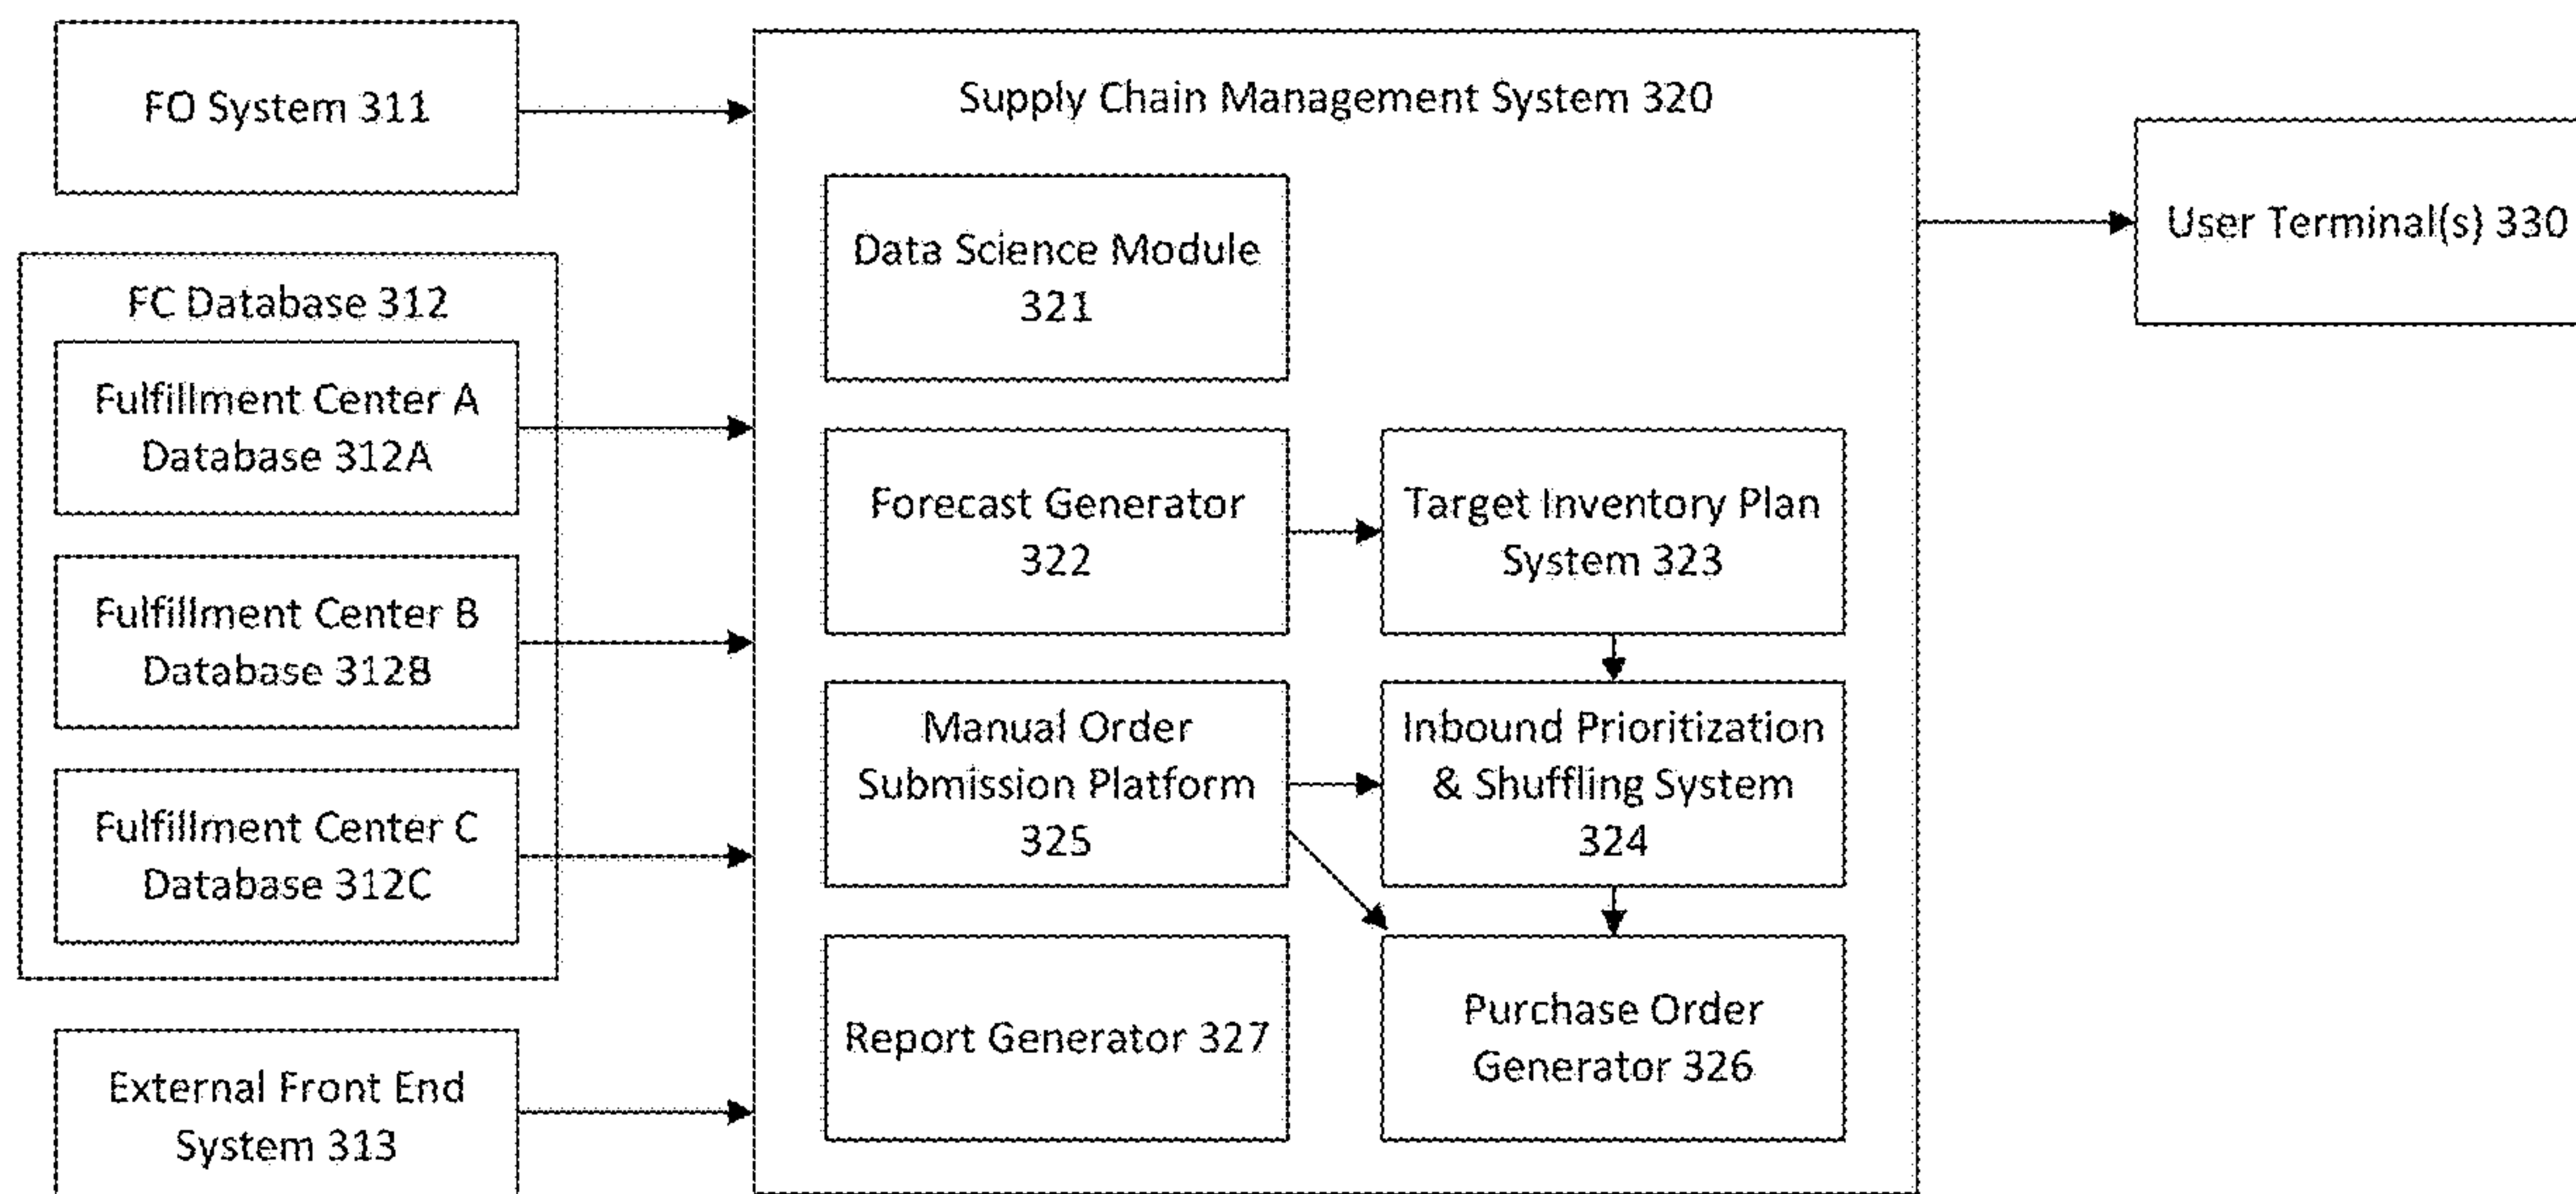 FO System 311
FC Database 312
Fulfillment Center A
Database 312A
Fulfillment Center B
Database 312B
Fulfillment Center C
Database 312C
External Front End
System 313
Supply Chain Management System 320
Data Science Module
321
Forecast Generator
322
Target Inventory Plan
System 323
Manual Order
Submission Platform
325
Inbound Prioritization
& Shuffling System
324
Report Generator 327
Purchase Order
Generator 326
User Terminal(s) 330